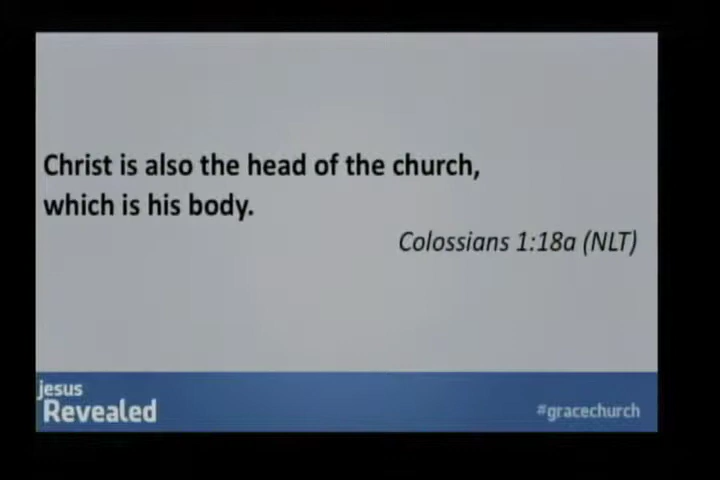 Christ is also the head of the church,
which is his body.
Colossians 1:18a (NLT)
jesus
Revealed
#gracechurch